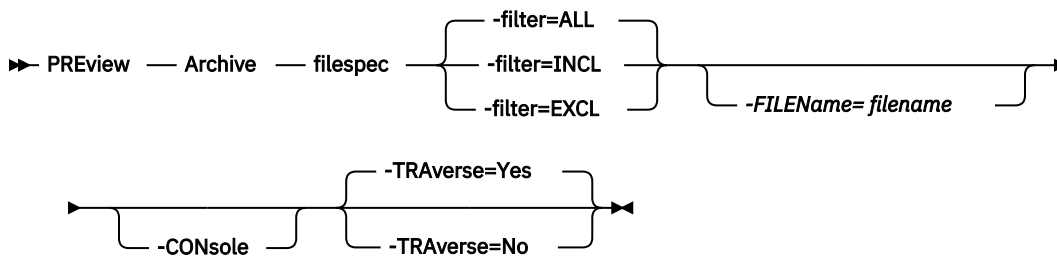 -filter=ALL
PREview Archive filespec -filter=INCL
-filter=EXCL
-FILEName= filename
-TRAverse=Yes
-CONsole
-TRAverse=No